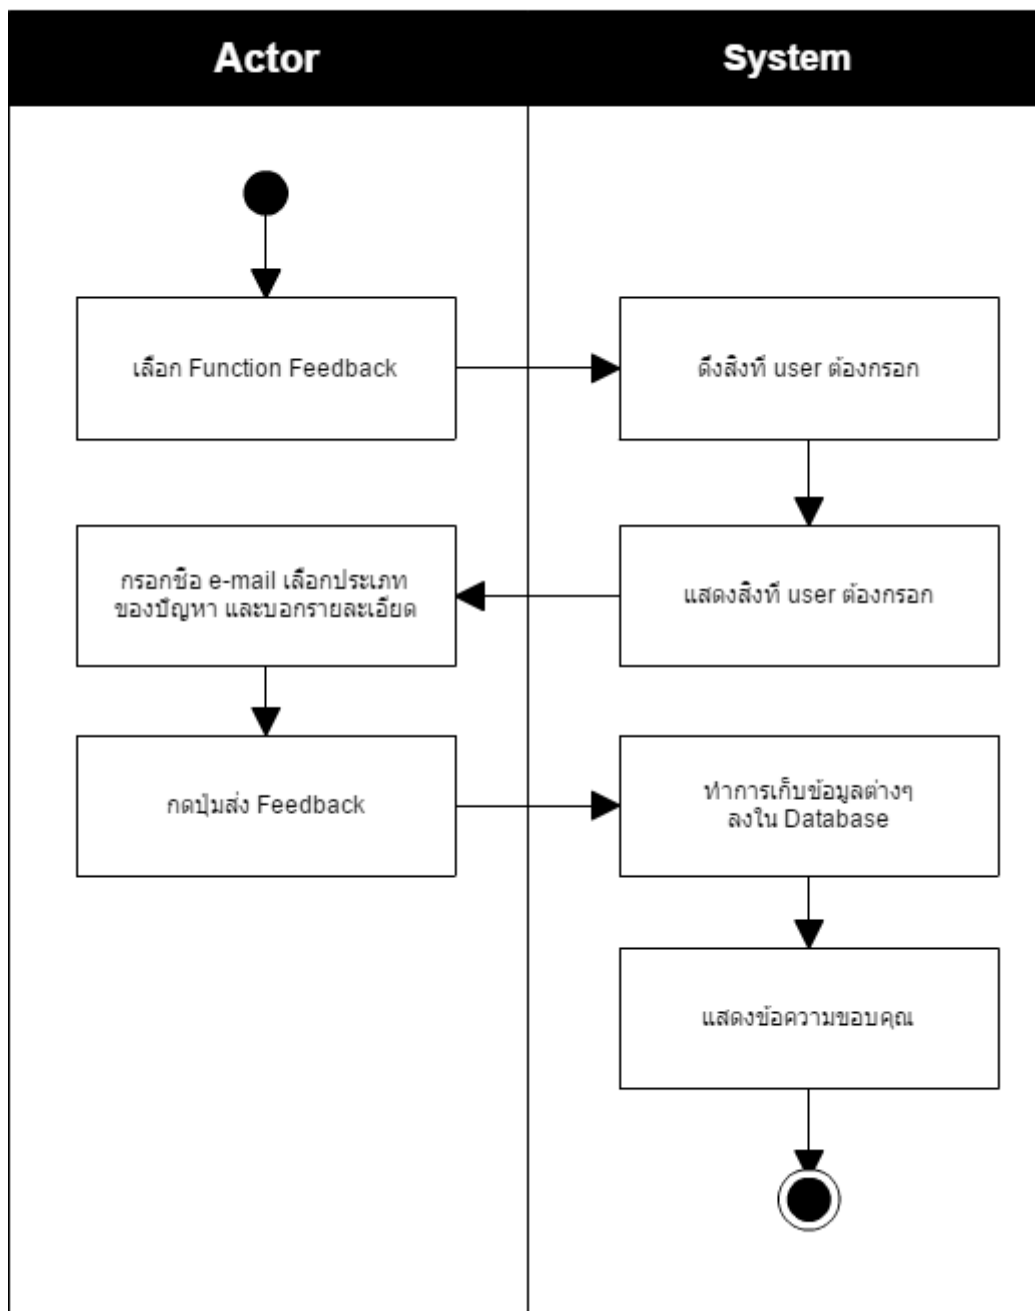 Actor
System
เลือก Function Feedback
ดึงสิ่งที่ user ต้องกรอก
กรอกชื่อ e-mail เลือกประเภท
ของปัญหา และบอกรายละเอียด
แสดงสิ่งที่ user ต้องกรอก
กดปุ่มส่ง Feedback
ทำการเก็บข้อมูลต่างๆ
ลงใน Database
แสดงข้อความขอบคุณ